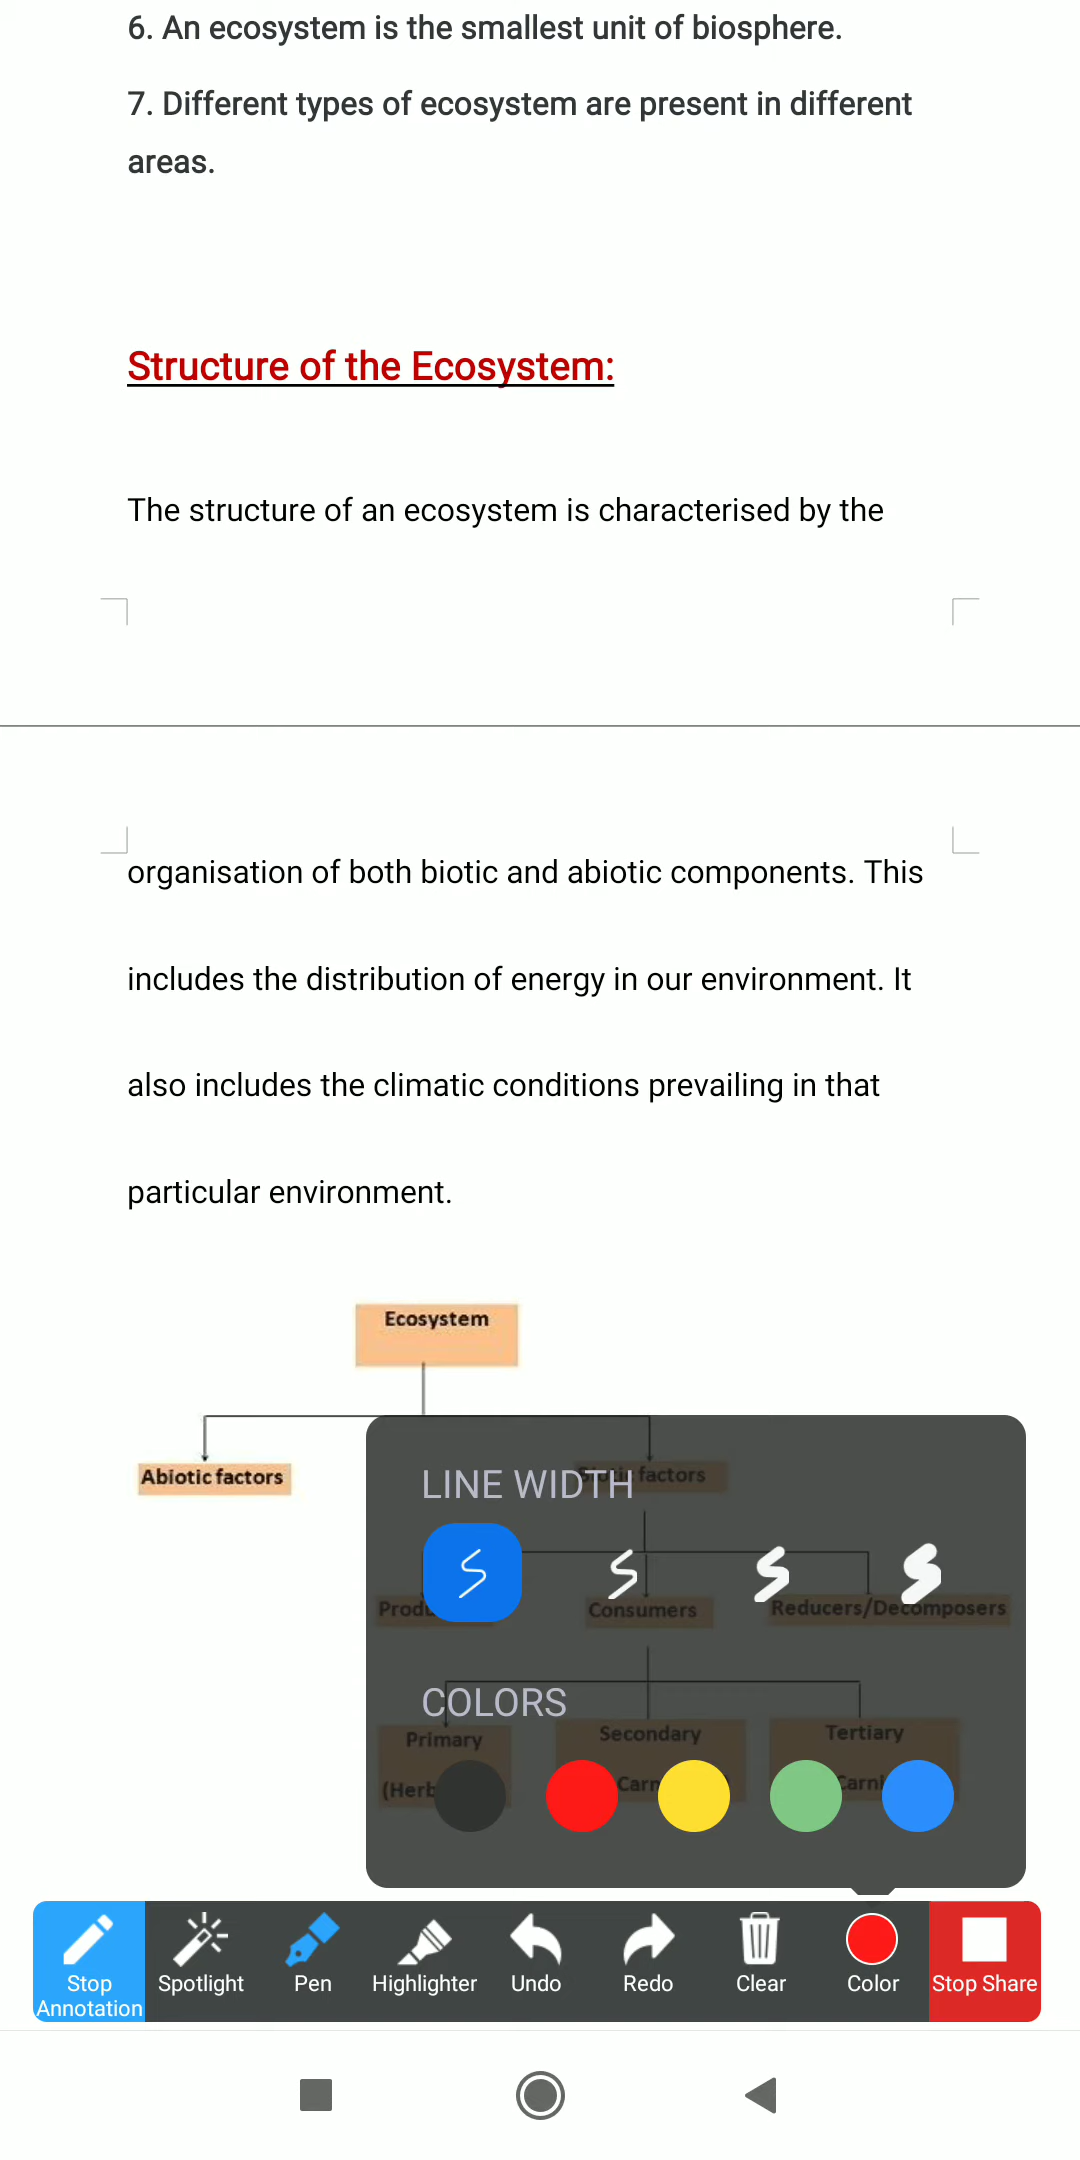 6. An ecosystem is the smallest unit of biosphere.
7. Different types of ecosystem are present in different
areas.
Structure of the Ecosystem:
The structure of an ecosystem is characterised by the
organisation of both biotic and abiotic components. This
includes the distribution of energy in our environment. It
also includes the climatic conditions prevailing in that
particular environment.
Ecosystem
Abiotic factors
factors
LINE WIDTH
Consumers
Reducers/Decomposers
COLORS
Primary
Secondary
Tertiary
Stop Annotation
Spotlight
Pen
Highlighter
Undo
Redo
Clear
Color
Stop Share